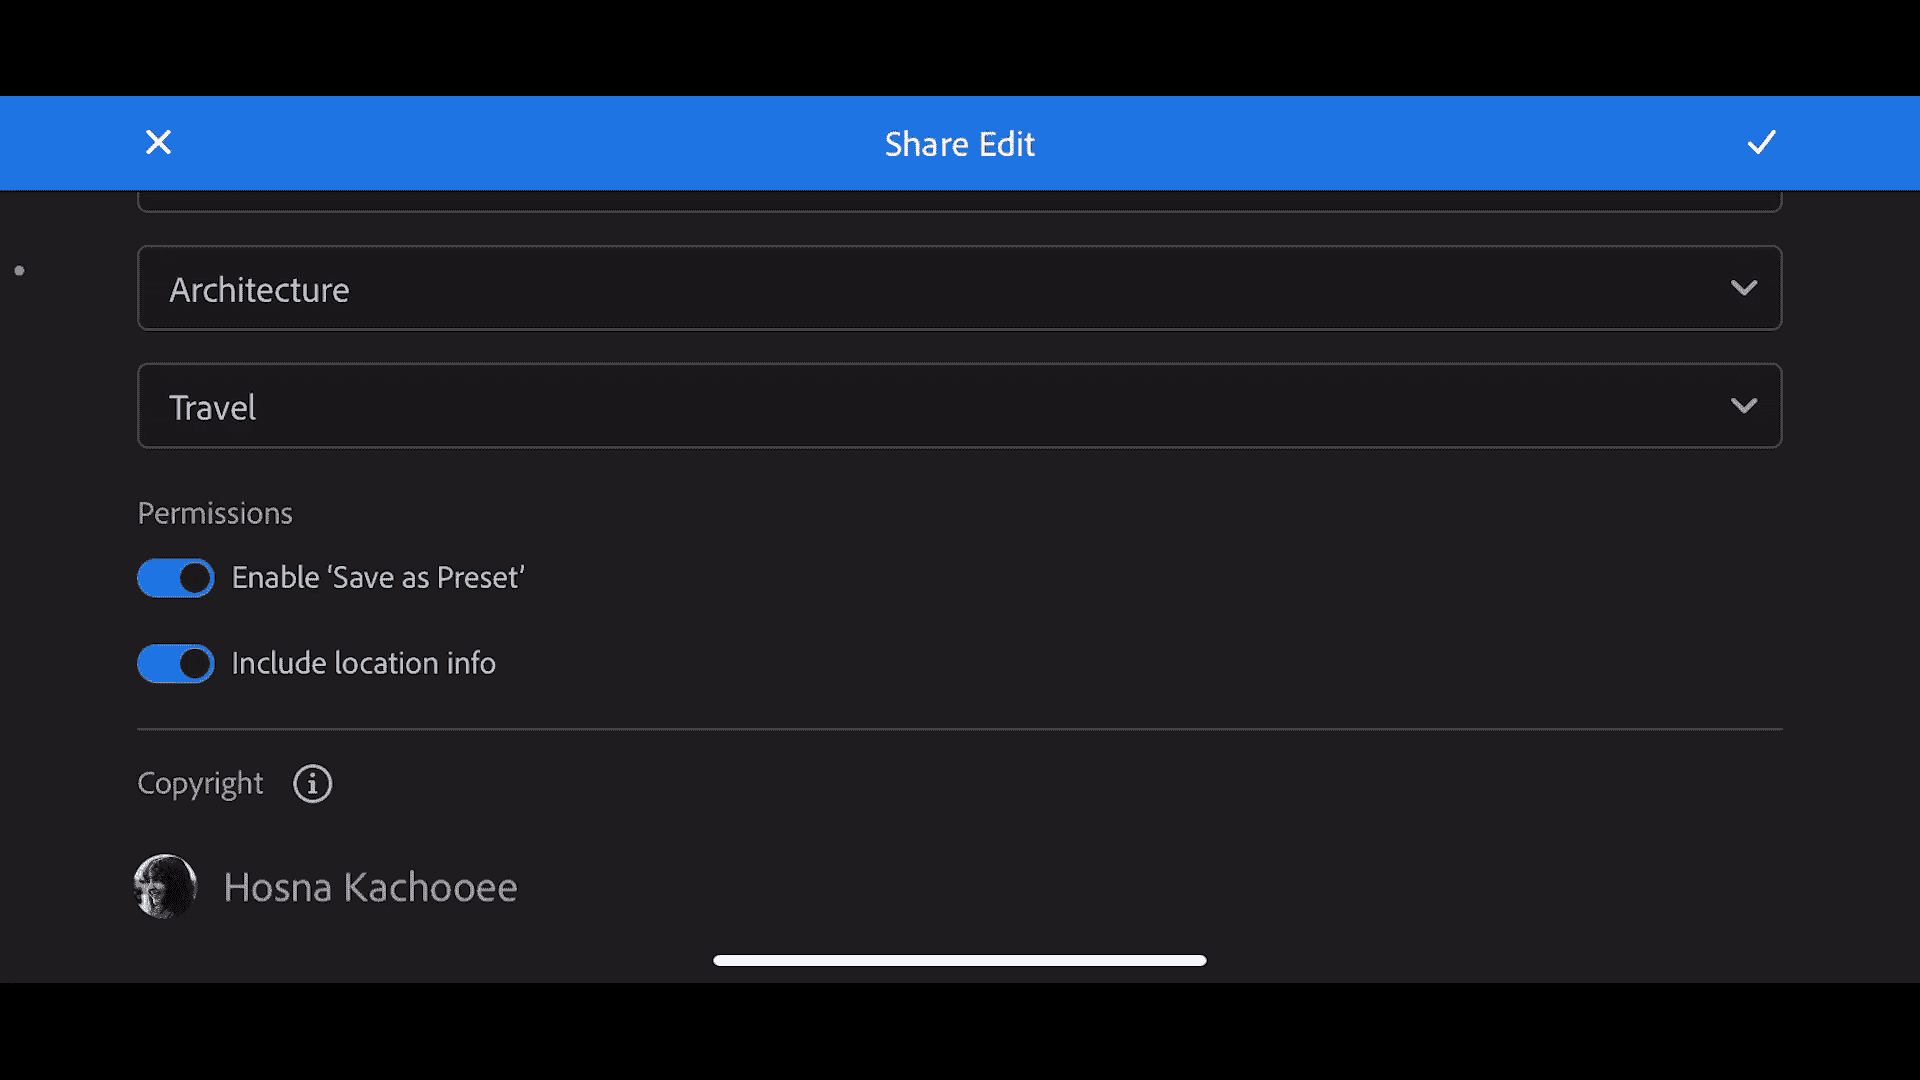 Share Edit
Architecture
Travel
Permissions
Enable ‘Save as Preset’
Include location info
Copyright
Hosna Kachooee